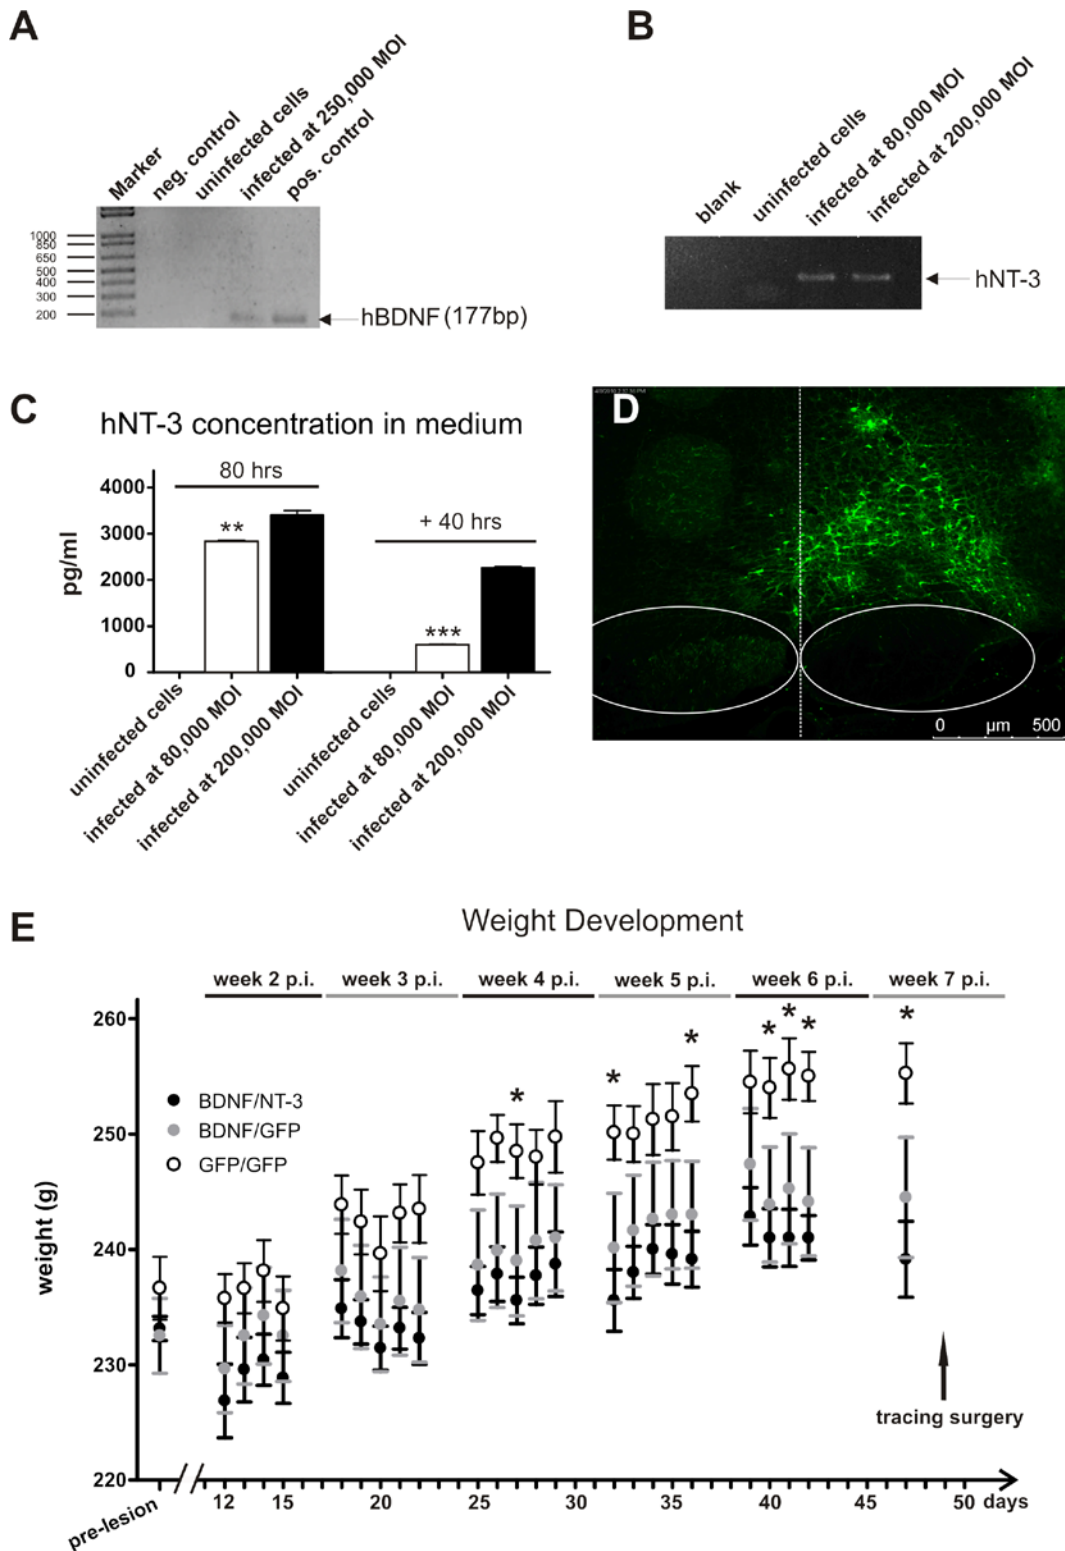 A
Marker
neg. control
uninfected cells
infected at 250,000 MOI
pos. control
1000
850
650
500
400
300
200
hBDNF (177bp)
B
blank
uninfected cells
infected at 80,000 MOI
infected at 200,000 MOI
hNT-3
C
hNT-3 concentration in medium
80 hrs
+ 40 hrs
pg/ml
4000
3000
2000
1000
0
**
***
uninfected cells
infected at 80,000 MOI
infected at 200,000 MOI
uninfected cells
infected at 80,000 MOI
infected at 200,000 MOI
D
0 µm 500
E
Weight Development
week 2 p.i. week 3 p.i. week 4 p.i. week 5 p.i. week 6 p.i. week 7 p.i.
* * * * * * *
BDNF/NT-3
BDNF/GFP
GFP/GFP
weight (g)
260
250
240
230
220
tracing surgery
pre-lesion 12 15 20 25 30 35 40 45 50 days